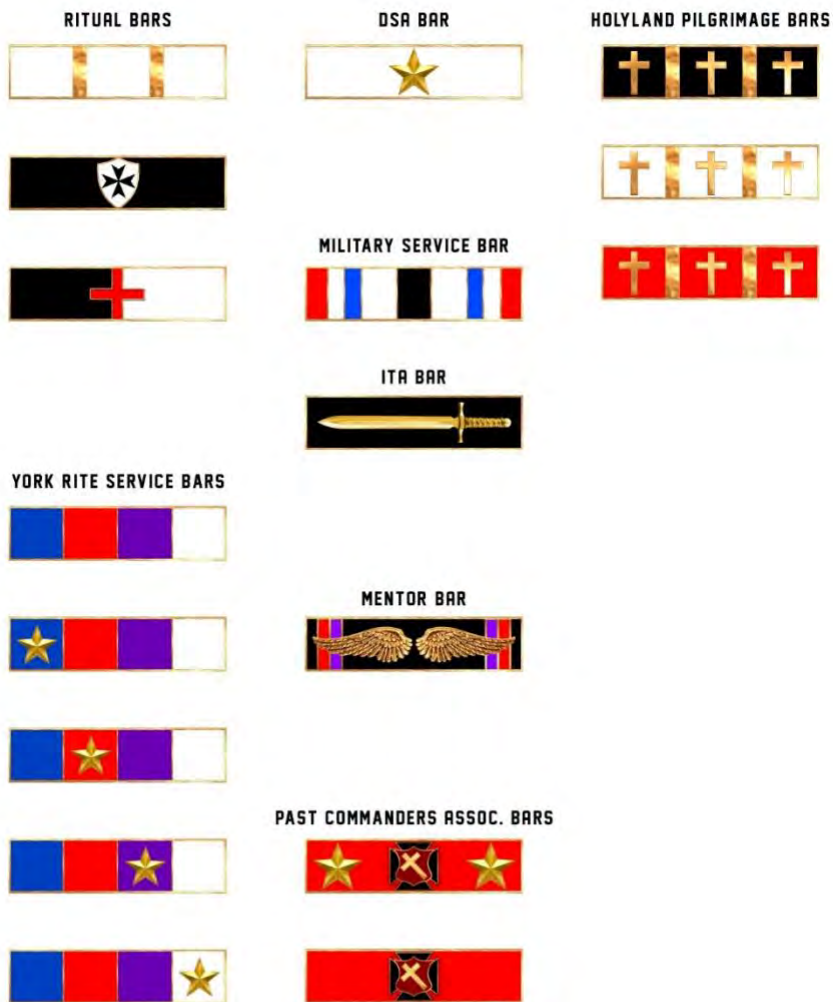 RITUAL BARS
DSA BAR
HOLYLAND PILGRIMAGE BARS
MILITARY SERVICE BAR
ITA BAR
YORK RITE SERVICE BARS
MENTOR BAR
PAST COMMANDERS ASSOC. BARS